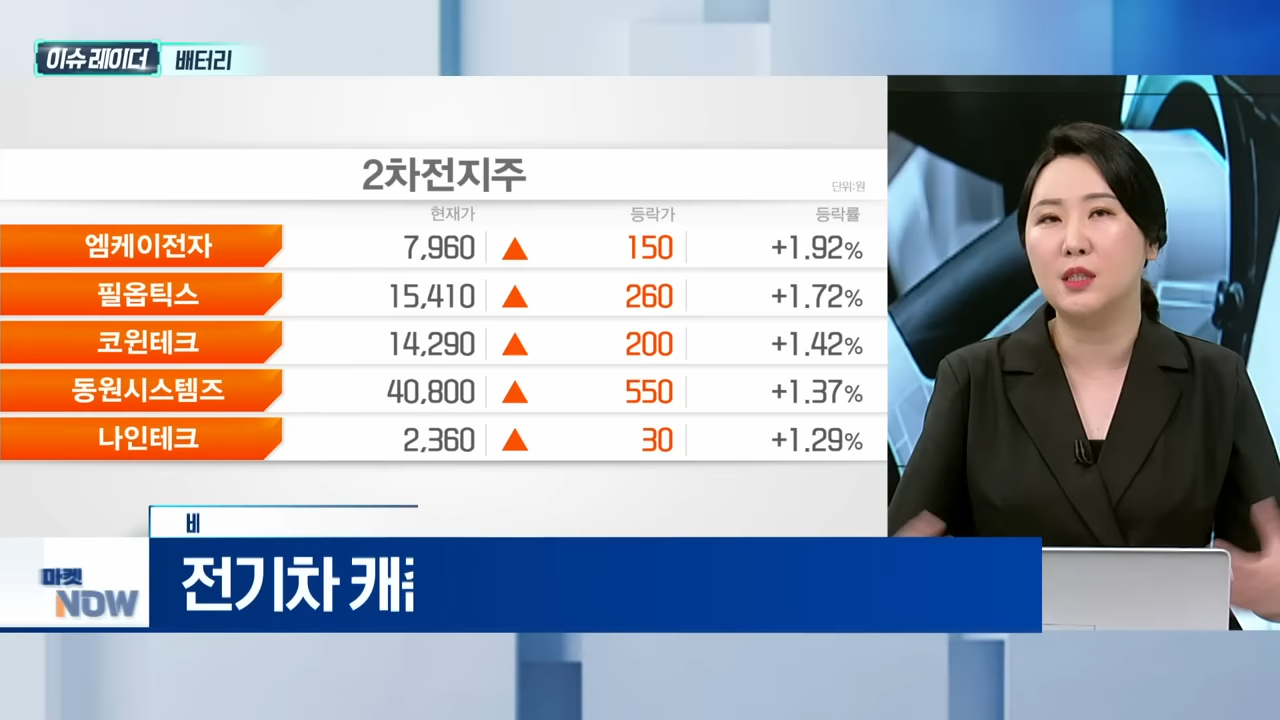 이슈 레이더 배터리
2차전지주
단위:원
현재가 등락가 등락률
엠케이전자 7,960 ▲ 150 +1.92%
필옵틱스 15,410 ▲ 260 +1.72%
코윈테크 14,290 ▲ 200 +1.42%
동원시스템즈 40,800 ▲ 550 +1.37%
나인테크 2,360 ▲ 30 +1.29%
마켓
NOW
전기차